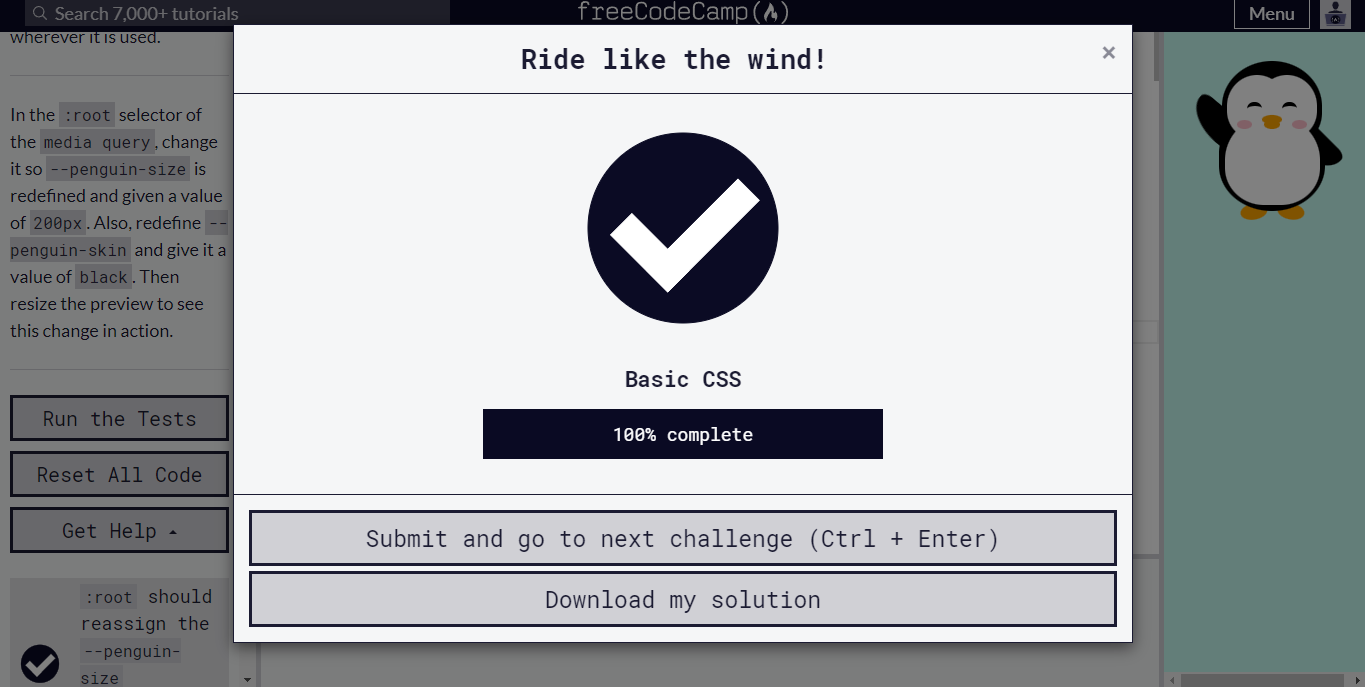 Search 7,000+ tutorials
freeCodeCamp
Menu
wherever it is used.
In the :root selector of
the media query, change
it so --penguin-size is
redefined and given a value
of 200px. Also, redefine --
penguin-skin and give it a
value of black. Then
resize the preview to see
this change in action.
Run the Tests
Reset All Code
Get Help
:root should
reassign the
--penguin-
size
Ride like the wind!
×
Basic CSS
100% complete
Submit and go to next challenge (Ctrl + Enter)
Download my solution